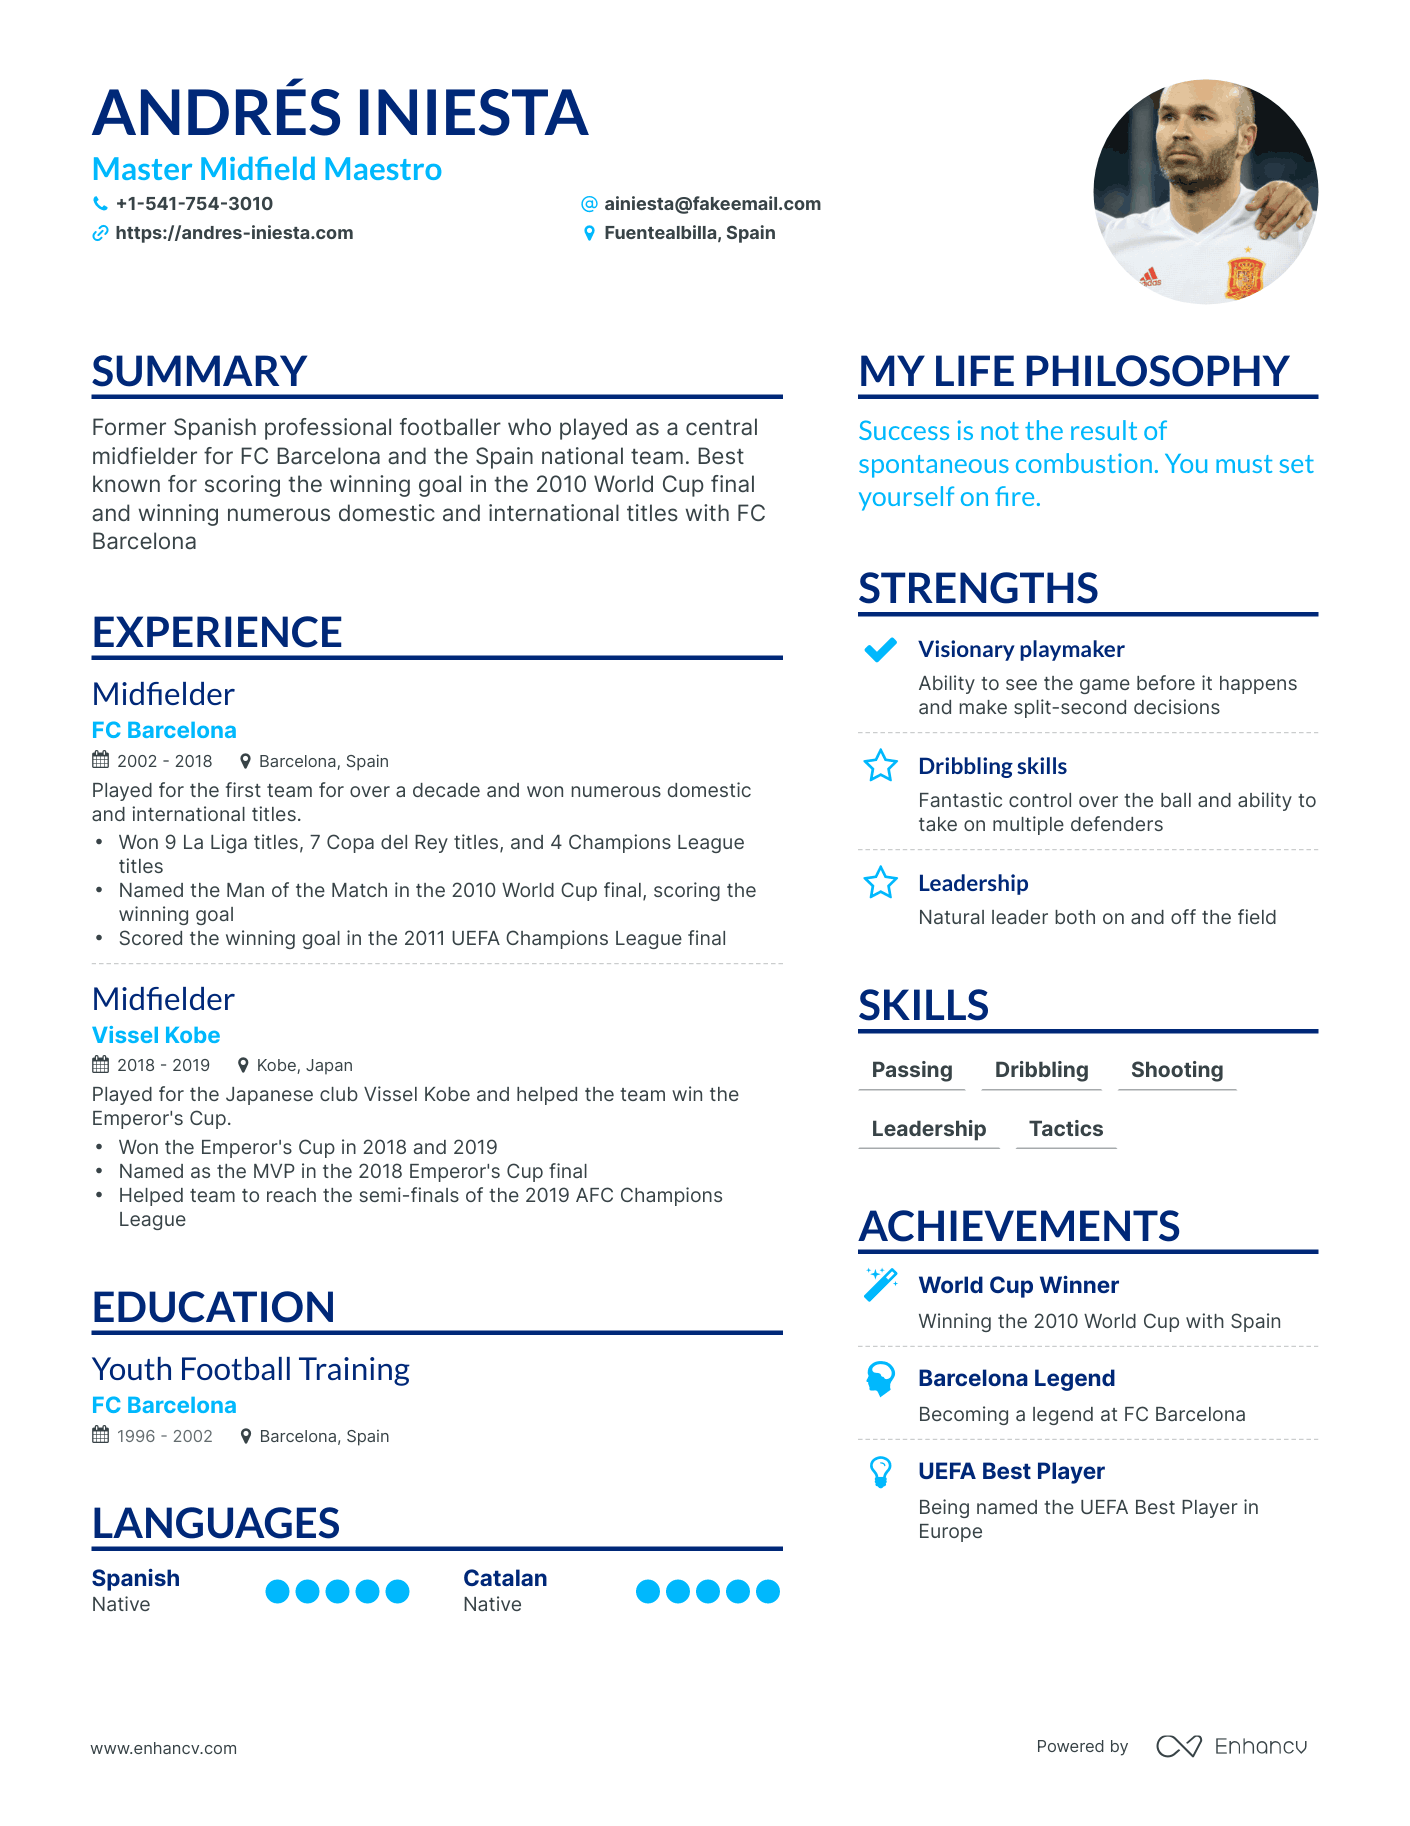 ANDRÉS INIESTA
Master Midfield Maestro
+1-541-754-3010
ainiesta@fakeemail.com
https://andres-iniesta.com
Fuentealbilla, Spain
adidas
SUMMARY
Former Spanish professional footballer who played as a central
midfielder for FC Barcelona and the Spain national team. Best
known for scoring the winning goal in the 2010 World Cup final
and winning numerous domestic and international titles with FC
Barcelona
EXPERIENCE
Midfielder
FC Barcelona
2002 - 2018 Barcelona, Spain
Played for the first team for over a decade and won numerous domestic
and international titles.
• Won 9 La Liga titles, 7 Copa del Rey titles, and 4 Champions League
titles
• Named the Man of the Match in the 2010 World Cup final, scoring the
winning goal
• Scored the winning goal in the 2011 UEFA Champions League final
Midfielder
Vissel Kobe
2018 - 2019 Kobe, Japan
Played for the Japanese club Vissel Kobe and helped the team win the
Emperor's Cup.
• Won the Emperor's Cup in 2018 and 2019
• Named as the MVP in the 2018 Emperor's Cup final
• Helped team to reach the semi-finals of the 2019 AFC Champions
League
EDUCATION
Youth Football Training
FC Barcelona
1996 - 2002 Barcelona, Spain
LANGUAGES
Spanish
Native
Catalan
Native
MY LIFE PHILOSOPHY
Success is not the result of
spontaneous combustion. You must set
yourself on fire.
STRENGTHS
Visionary playmaker
Ability to see the game before it happens
and make split-second decisions
Dribbling skills
Fantastic control over the ball and ability to
take on multiple defenders
Leadership
Natural leader both on and off the field
SKILLS
Passing Dribbling Shooting
Leadership Tactics
ACHIEVEMENTS
World Cup Winner
Winning the 2010 World Cup with Spain
Barcelona Legend
Becoming a legend at FC Barcelona
UEFA Best Player
Being named the UEFA Best Player in
Europe
www.enhancv.com
Powered by Enhancv